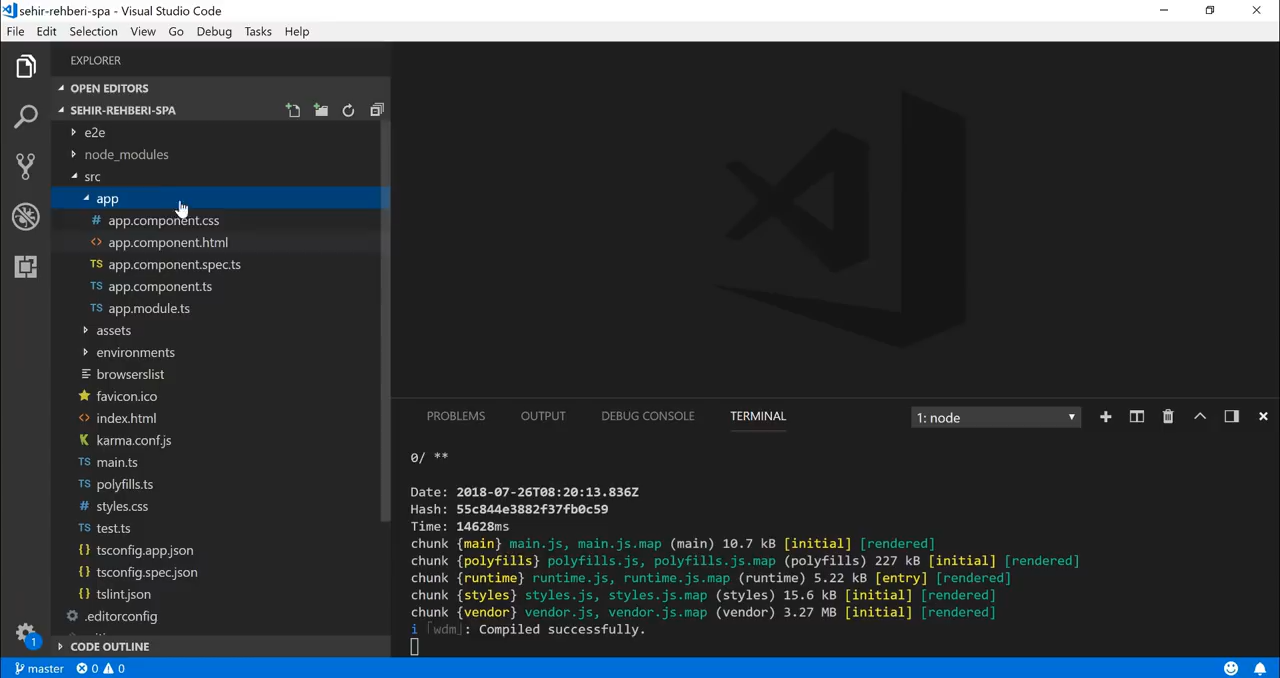 sehir-rehberi-spa - Visual Studio Code
File Edit Selection View Go Debug Tasks Help
EXPLORER
OPEN EDITORS
SEHIR-REHBERI-SPA
e2e
node_modules
src
app
# app.component.css
<> app.component.html
TS app.component.spec.ts
TS app.component.ts
TS app.module.ts
assets
environments
browserslist
favicon.ico
<> index.html
K karma.conf.js
TS main.ts
TS polyfills.ts
# styles.css
TS test.ts
{} tsconfig.app.json
{} tsconfig.spec.json
{} tslint.json
.editorconfig
CODE OUTLINE
PROBLEMS OUTPUT DEBUG CONSOLE TERMINAL 1: node
0/ **
Date: 2018-07-26T08:20:13.836Z
Hash: 55c844e3882f37fb0c59
Time: 14628ms
chunk {main} main.js, main.js.map (main) 10.7 kB [initial] [rendered]
chunk {polyfills} polyfills.js, polyfills.js.map (polyfills) 227 kB [initial] [rendered]
chunk {runtime} runtime.js, runtime.js.map (runtime) 5.22 kB [entry] [rendered]
chunk {styles} styles.js, styles.js.map (styles) 15.6 kB [initial] [rendered]
chunk {vendor} vendor.js, vendor.js.map (vendor) 3.27 MB [initial] [rendered]
i ｢wdm｣: Compiled successfully.
1
master 0 0